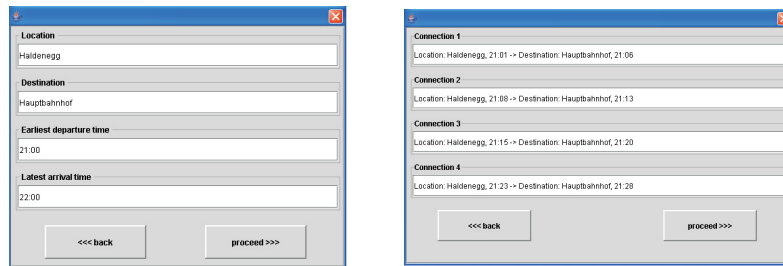 Location
Haldenegg
Destination
Hauptbahnhof
Earliest departure time
21:00
Latest arrival time
22:00
<<< back
proceed >>>
Connection 1
Location: Haldenegg, 21:01 -> Destination: Hauptbahnhof, 21:06
Connection 2
Location: Haldenegg, 21:08 -> Destination: Hauptbahnhof, 21:13
Connection 3
Location: Haldenegg, 21:15 -> Destination: Hauptbahnhof, 21:20
Connection 4
Location: Haldenegg, 21:23 -> Destination: Hauptbahnhof, 21:28
<<< back
proceed >>>